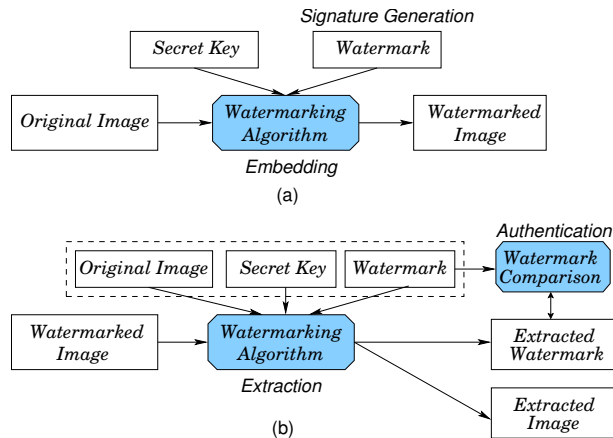 Signature Generation
Secret Key
Watermark
Original Image
Watermarking
Algorithm
Watermarked
Image
Embedding
(a)
Authentication
Original Image
Secret Key
Watermark
Watermark
Comparison
Watermarked
Image
Watermarking
Algorithm
Extracted
Watermark
Extraction
Extracted
Image
(b)